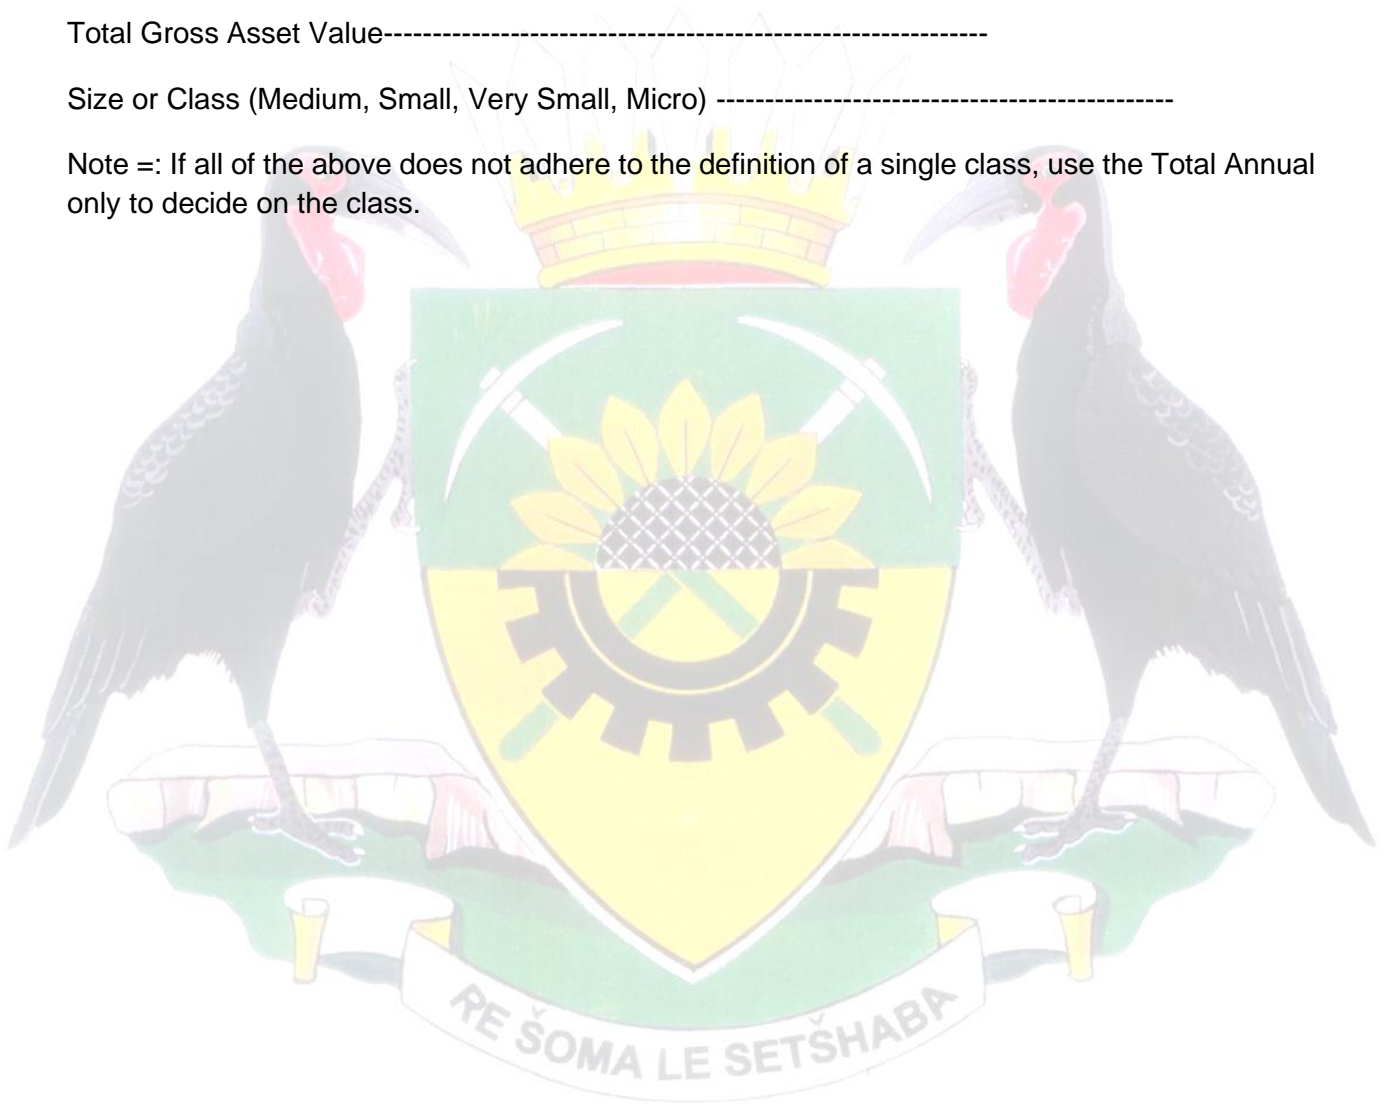 Total Gross Asset Value--------------------------------------------------------------
Size or Class (Medium, Small, Very Small, Micro) -----------------------------------------------
Note =: If all of the above does not adhere to the definition of a single class, use the Total Annual
only to decide on the class.
RE ŠOMA LE SETŠHABA